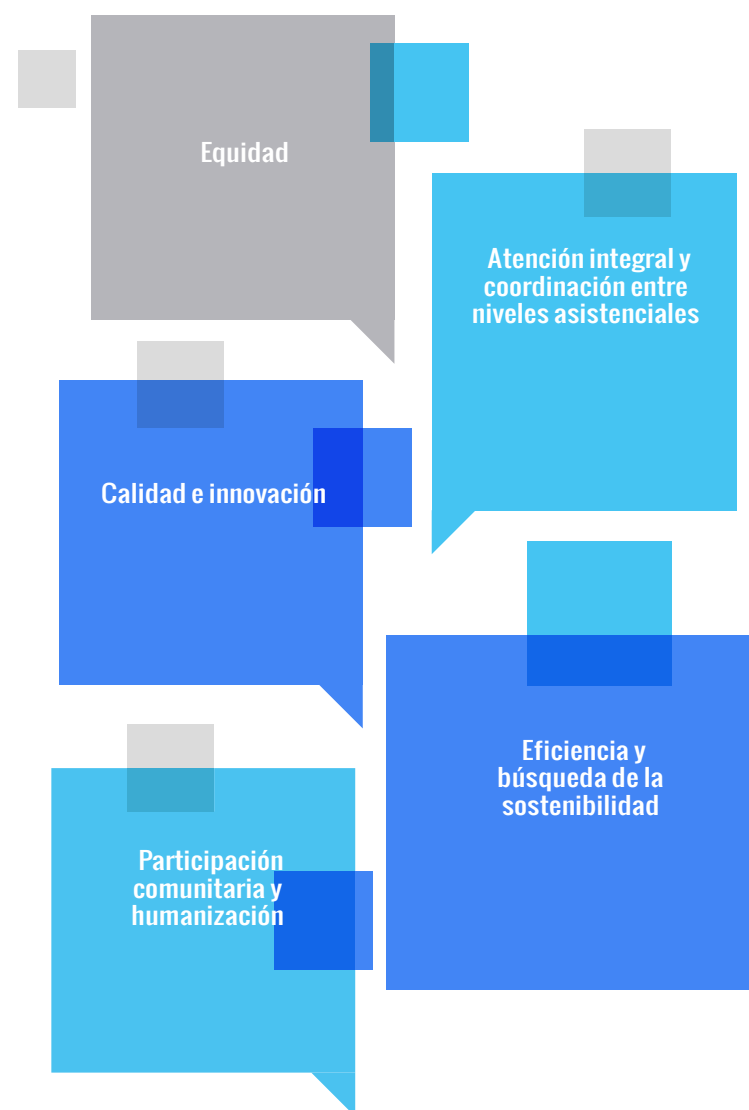 Equidad
Atención integral y
coordinación entre
niveles asistenciales
Calidad e innovación
Eficiencia y
búsqueda de la
sostenibilidad
Participación
comunitaria y
humanización